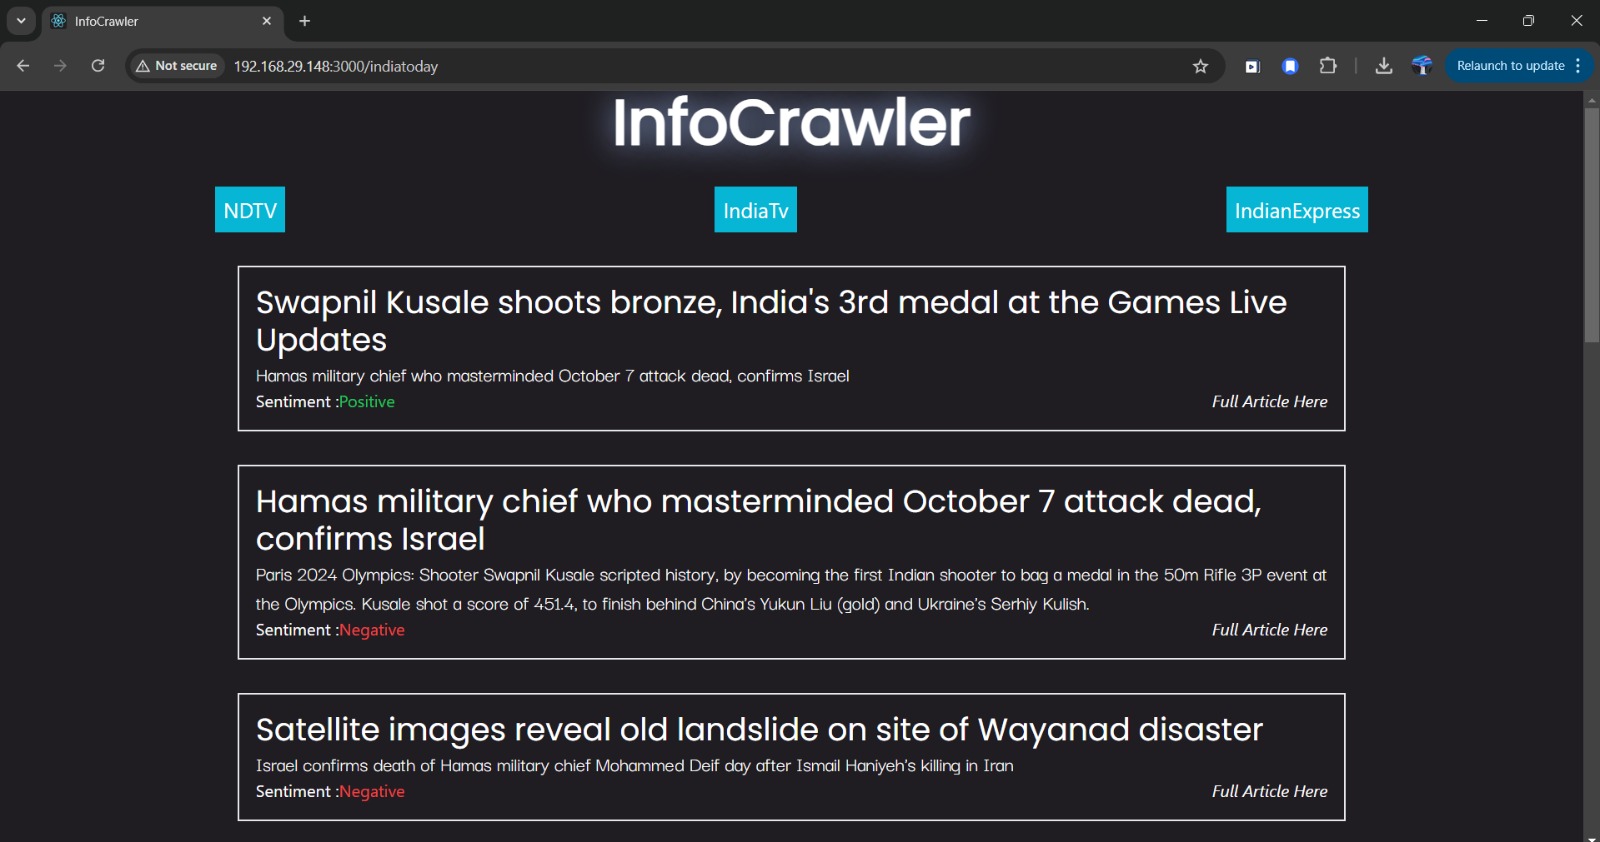 InfoCrawler
Not secure
192.168.29.148:3000/indiatoday
Relaunch to update
InfoCrawler
NDTV
IndiaTv
IndianExpress
Swapnil Kusale shoots bronze, India's 3rd medal at the Games Live
Updates
Hamas military chief who masterminded October 7 attack dead, confirms Israel
Sentiment :Positive
Full Article Here
Hamas military chief who masterminded October 7 attack dead,
confirms Israel
Paris 2024 Olympics: Shooter Swapnil Kusale scripted history, by becoming the first Indian shooter to bag a medal in the 50m Rifle 3P event at
the Olympics. Kusale shot a score of 451.4, to finish behind China's Yukun Liu (gold) and Ukraine's Serhiy Kulish.
Sentiment :Negative
Full Article Here
Satellite images reveal old landslide on site of Wayanad disaster
Israel confirms death of Hamas military chief Mohammed Deif day after Ismail Haniyeh's killing in Iran
Sentiment :Negative
Full Article Here